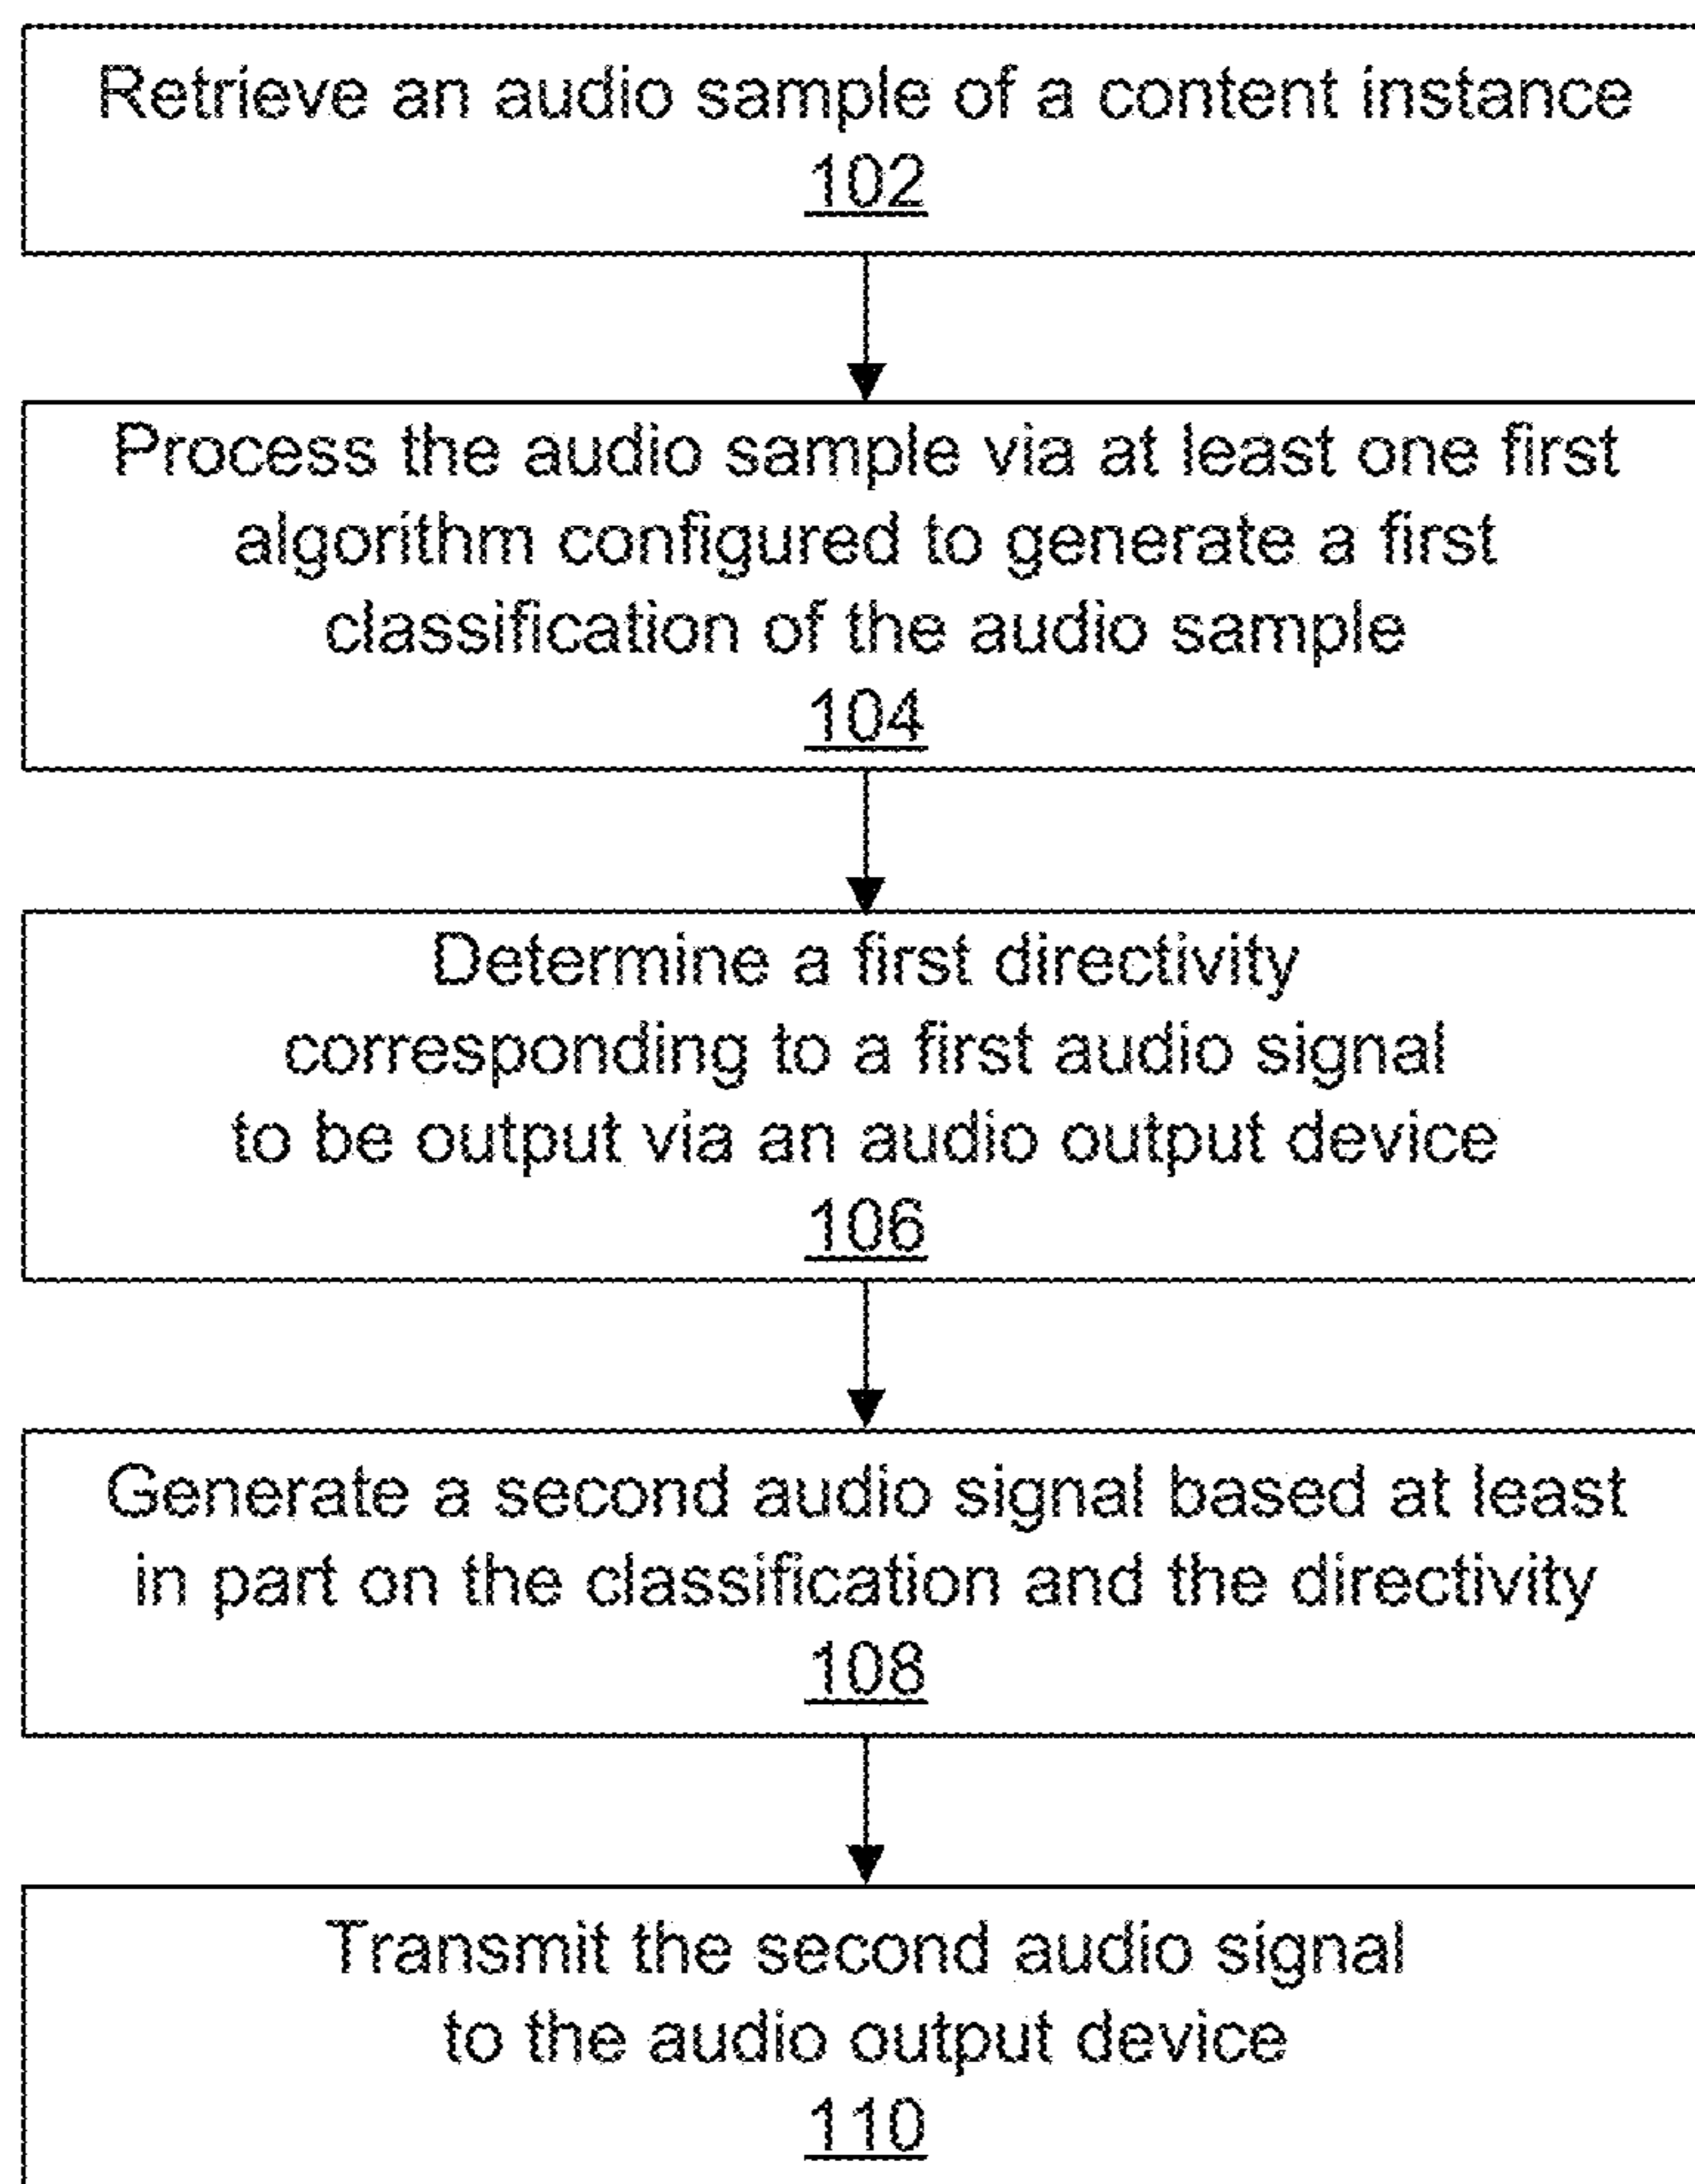 Retrieve an audio sample of a content instance
102
Process the audio sample via at least one first
algorithm configured to generate a first
classification of the audio sample
104
Determine a first directivity
corresponding to a first audio signal
to be output via an audio output device
106
Generate a second audio signal based at least
in part on the classification and the directivity
108
Transmit the second audio signal
to the audio output device
110